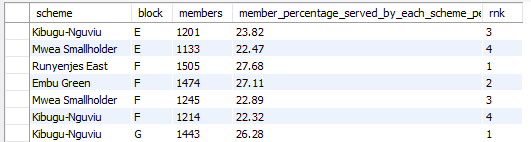 scheme block members member_percentage_served_by_each_scheme_pe rnk
Kibugu-Nguviu E 1201 23.82 3
Mwea Smallholder E 1133 22.47 4
Runyenjes East F 1505 27.68 1
Embu Green F 1474 27.11 2
Mwea Smallholder F 1245 22.89 3
Kibugu-Nguviu F 1214 22.32 4
Kibugu-Nguviu G 1443 26.28 1